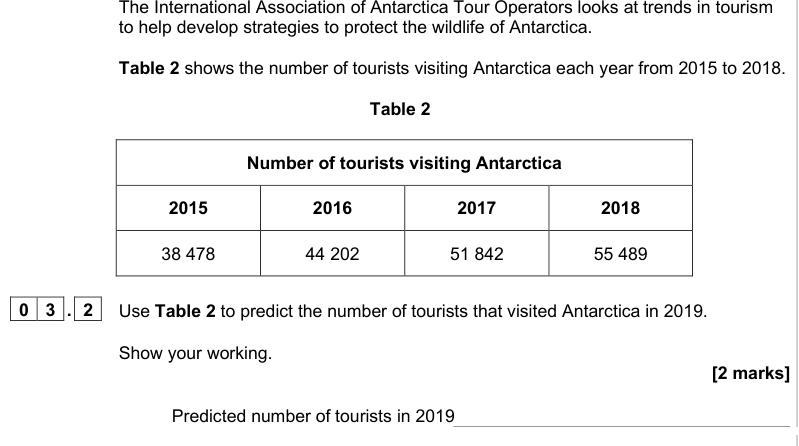 The International Association of Antarctica Tour Operators looks at trends in tourism
to help develop strategies to protect the wildlife of Antarctica.
Table 2 shows the number of tourists visiting Antarctica each year from 2015 to 2018.
Table 2
Number of tourists visiting Antarctica
2015 2016 2017 2018
38 478 44 202 51 842 55 489
0 3 . 2 Use Table 2 to predict the number of tourists that visited Antarctica in 2019.
Show your working.
[2 marks]
Predicted number of tourists in 2019